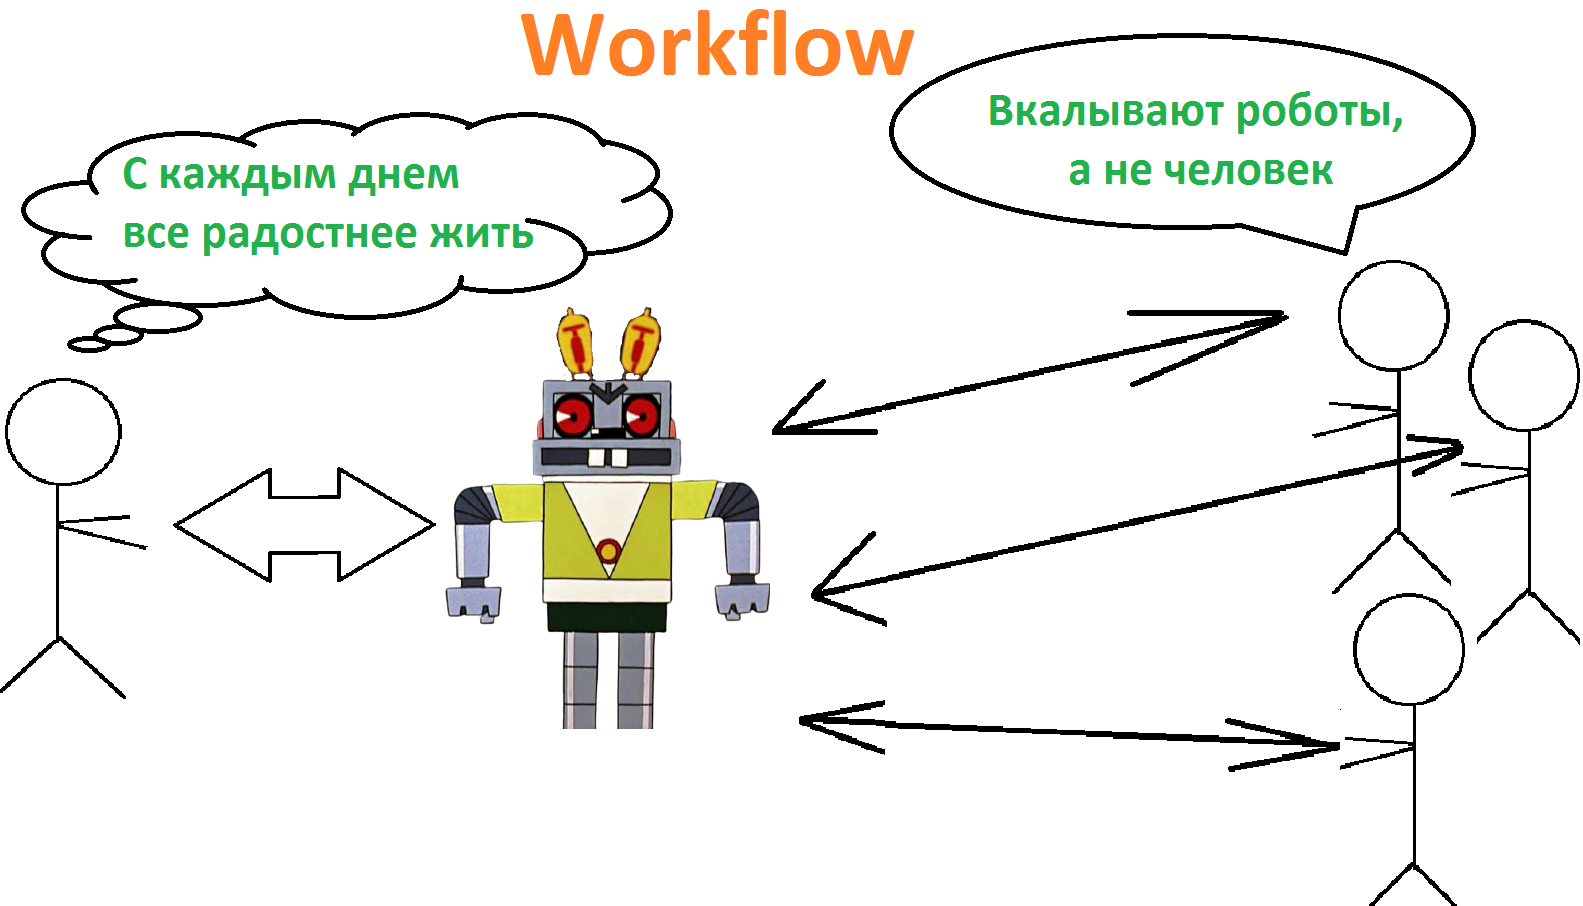 Workflow
С каждым днем
все радостнее жить
Вкалывают роботы,
а не человек